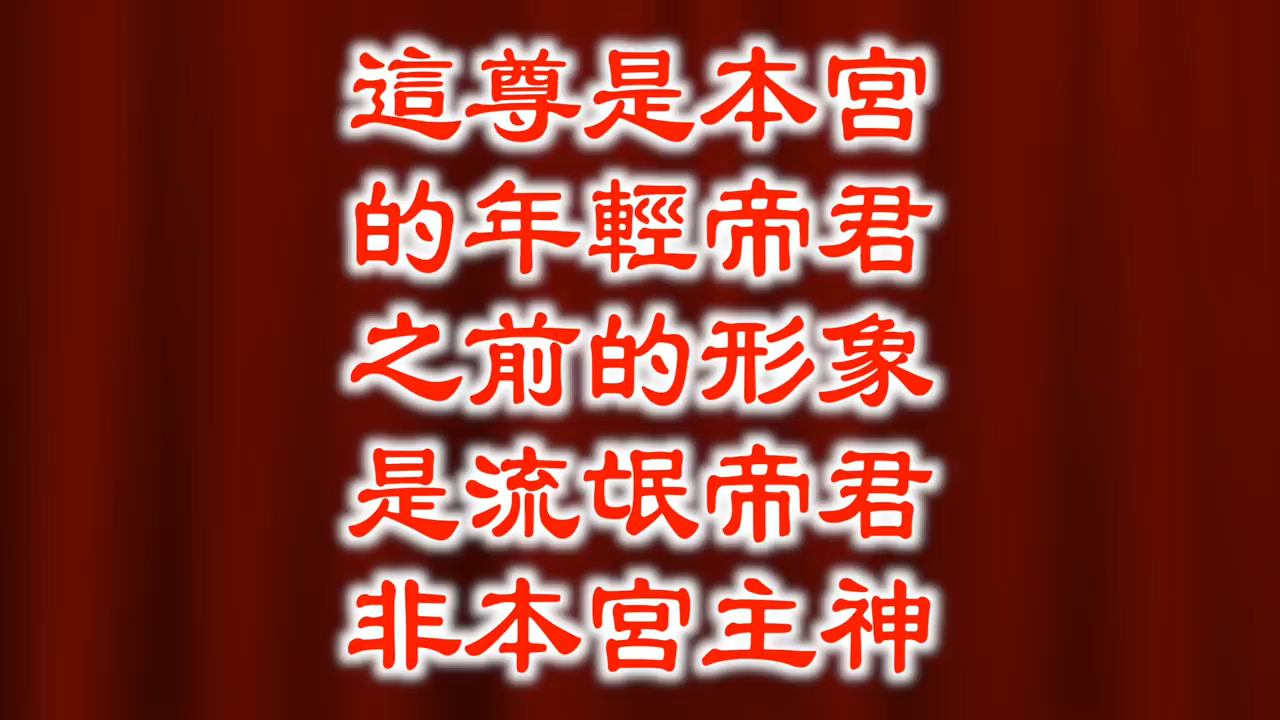 這尊是本宮
的年輕帝君
之前的形象
是流氓帝君
非本宮主神